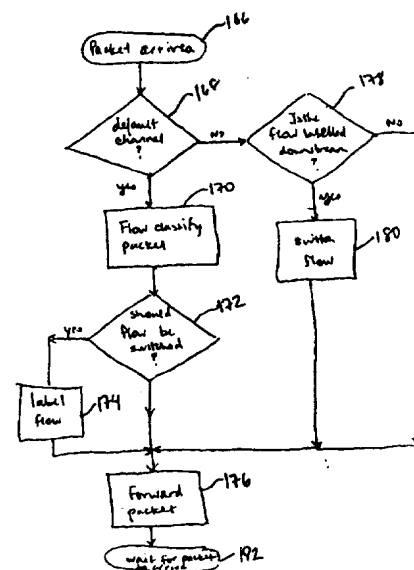 166
Packet arrives
168
default
channel
?
No
178
Is the
flow labelled
downstream
?
No
yes
170
Flow classify
packet
yes
180
switch
flow
172
should
flow be
switched
?
yes
label
flow
174
176
Forward
packet
wait for packet
192